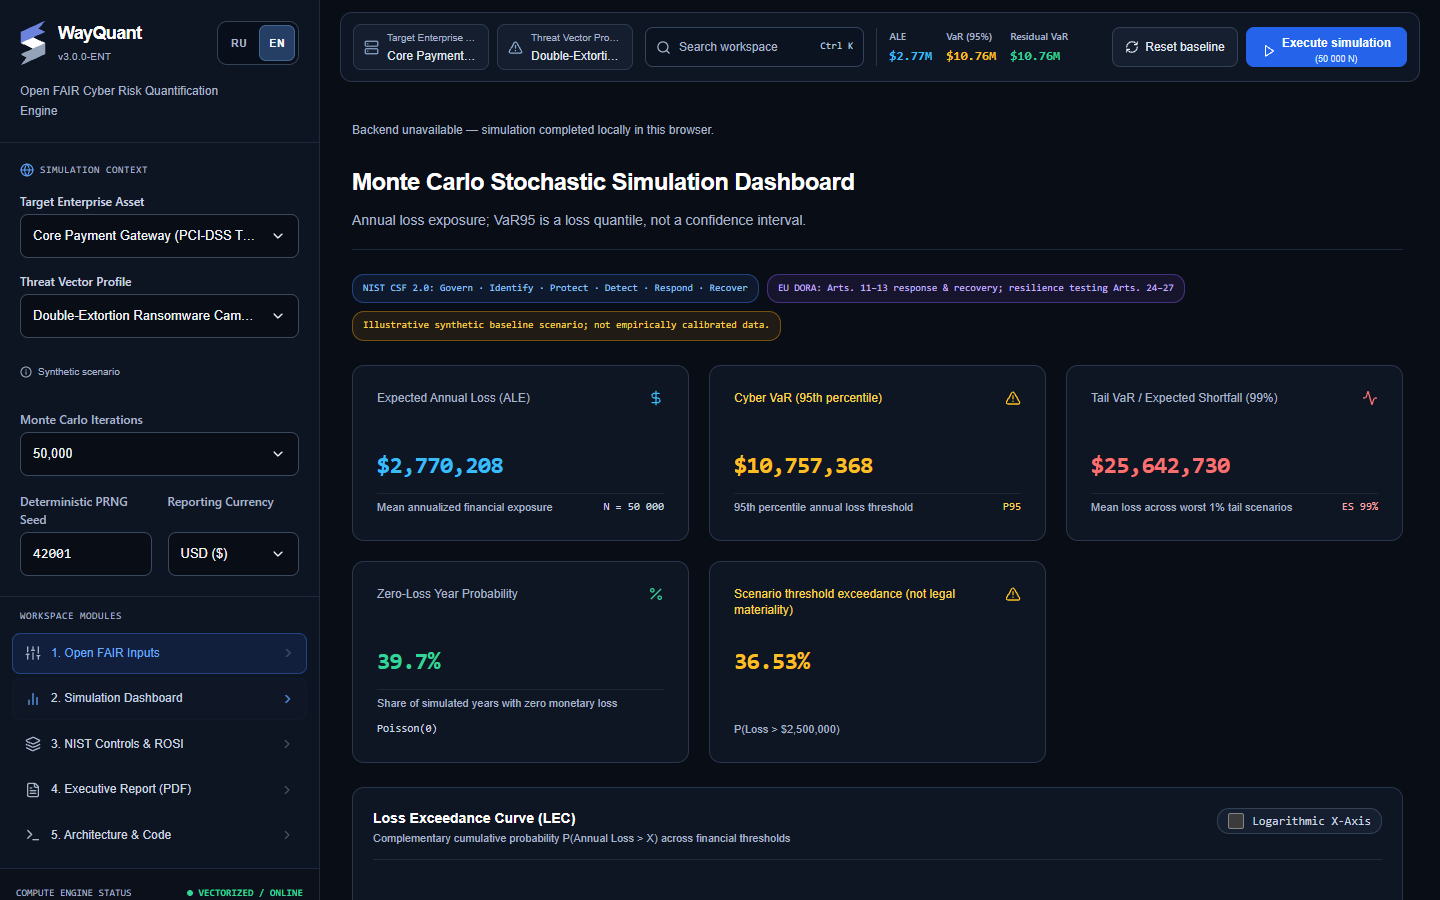 WayQuant
v3.0.0-ENT
RU
EN
Open FAIR Cyber Risk Quantification
Engine
SIMULATION CONTEXT
Target Enterprise Asset
Core Payment Gateway (PCI-DSS T...
Threat Vector Profile
Double-Extortion Ransomware Cam...
Synthetic scenario
Monte Carlo Iterations
50,000
Deterministic PRNG
Seed
Reporting Currency
42001
USD ($)
WORKSPACE MODULES
1. Open FAIR Inputs
2. Simulation Dashboard
3. NIST Controls & ROSI
4. Executive Report (PDF)
5. Architecture & Code
COMPUTE ENGINE STATUS
VECTORIZED / ONLINE
Target Enterprise ...
Core Payment...
Threat Vector Pro...
Double-Extorti...
Search workspace
Ctrl K
ALE
$2.77M
VaR (95%)
$10.76M
Residual VaR
$10.76M
Reset baseline
Execute simulation
(50 000 N)
Backend unavailable — simulation completed locally in this browser.
Monte Carlo Stochastic Simulation Dashboard
Annual loss exposure; VaR95 is a loss quantile, not a confidence interval.
NIST CSF 2.0: Govern · Identify · Protect · Detect · Respond · Recover
EU DORA: Arts. 11–13 response & recovery; resilience testing Arts. 24–27
Illustrative synthetic baseline scenario; not empirically calibrated data.
Expected Annual Loss (ALE)
$2,770,208
Mean annualized financial exposure
N = 50 000
Cyber VaR (95th percentile)
$10,757,368
95th percentile annual loss threshold
P95
Tail VaR / Expected Shortfall (99%)
$25,642,730
Mean loss across worst 1% tail scenarios
ES 99%
Zero-Loss Year Probability
39.7%
Share of simulated years with zero monetary loss
Poisson(0)
Scenario threshold exceedance (not legal
materiality)
36.53%
P(Loss > $2,500,000)
Loss Exceedance Curve (LEC)
Complementary cumulative probability P(Annual Loss > X) across financial thresholds
Logarithmic X-Axis